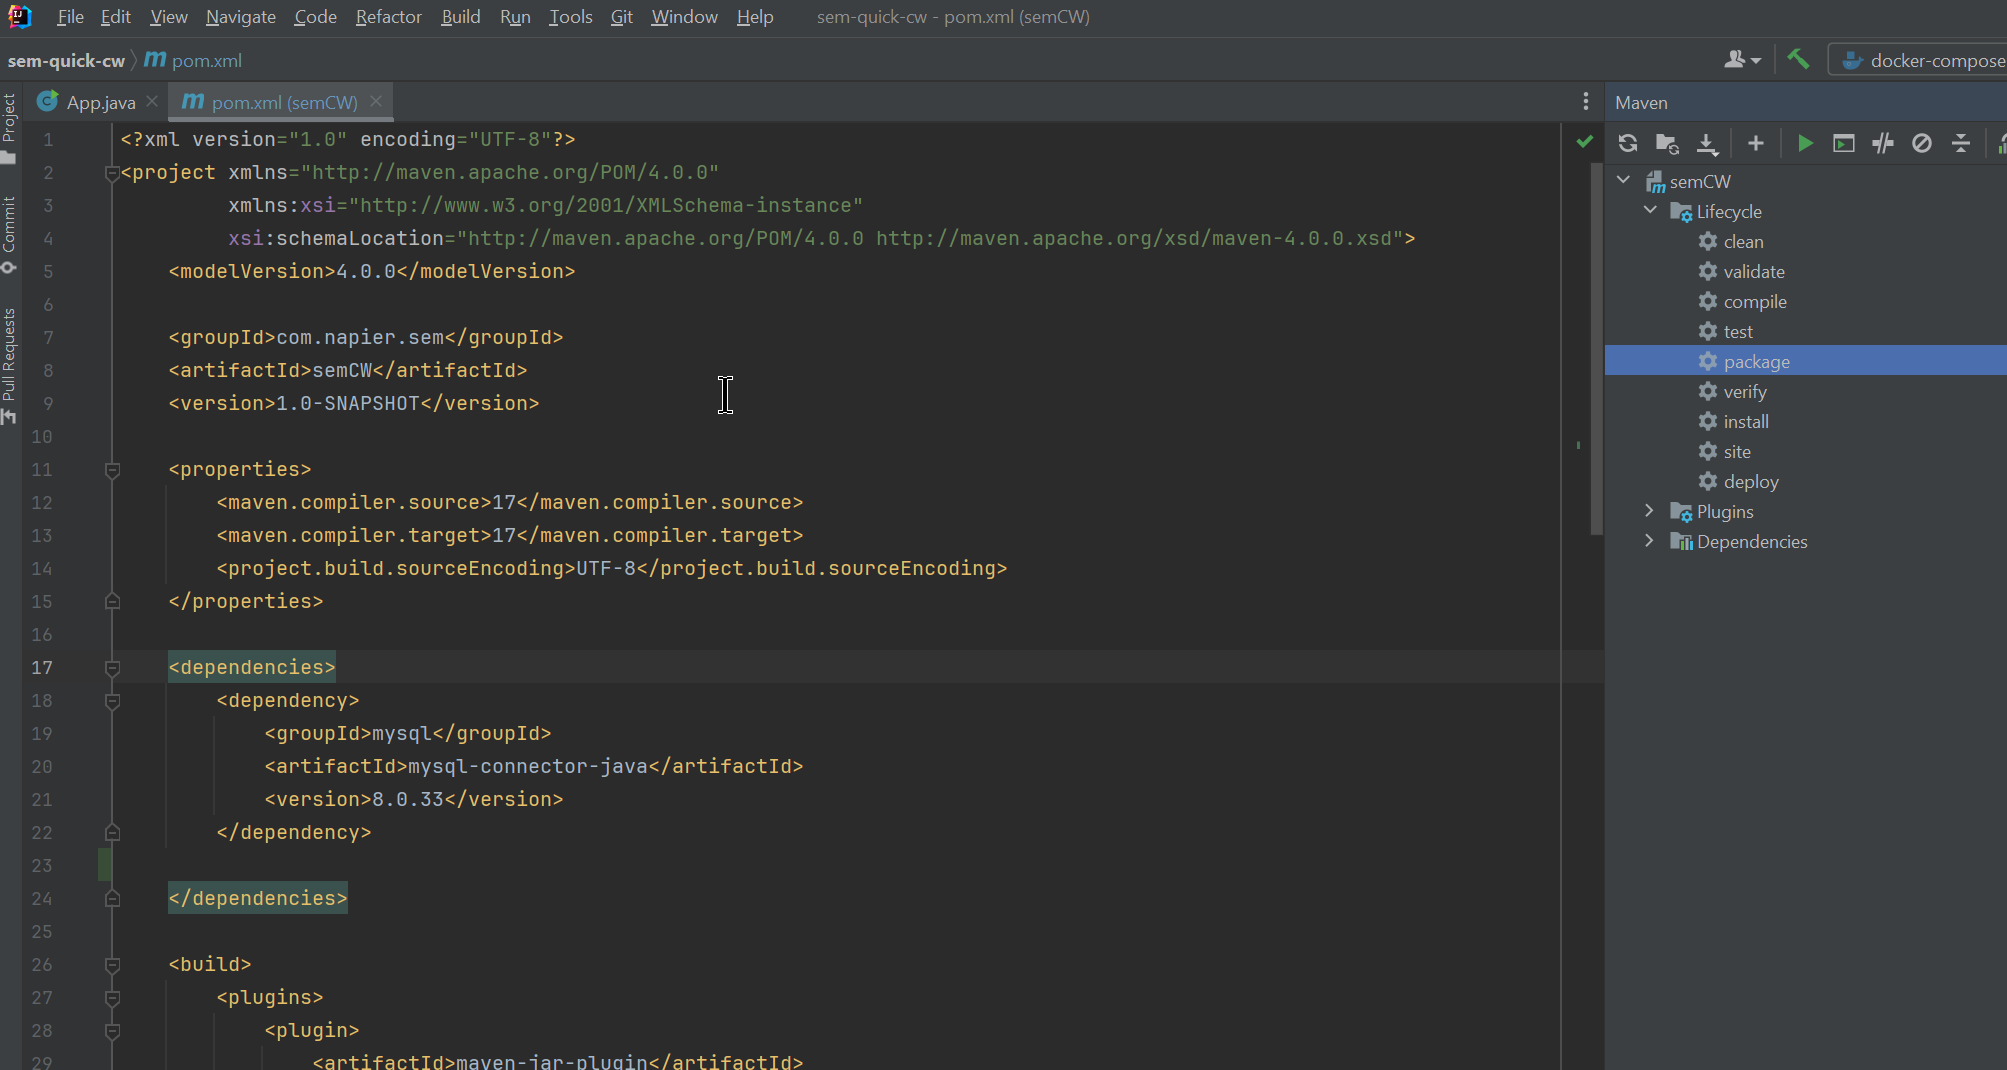 File Edit View Navigate Code Refactor Build Run Tools Git Window Help sem-quick-cw - pom.xml (semCW)
sem-quick-cw m pom.xml docker-compose
Project
Commit
Pull Requests
App.java m pom.xml (semCW)
1 <?xml version="1.0" encoding="UTF-8"?>
2 <project xmlns="http://maven.apache.org/POM/4.0.0"
3 xmlns:xsi="http://www.w3.org/2001/XMLSchema-instance"
4 xsi:schemaLocation="http://maven.apache.org/POM/4.0.0 http://maven.apache.org/xsd/maven-4.0.0.xsd">
5 <modelVersion>4.0.0</modelVersion>
6
7 <groupId>com.napier.sem</groupId>
8 <artifactId>semCW</artifactId>
9 <version>1.0-SNAPSHOT</version>
10
11 <properties>
12 <maven.compiler.source>17</maven.compiler.source>
13 <maven.compiler.target>17</maven.compiler.target>
14 <project.build.sourceEncoding>UTF-8</project.build.sourceEncoding>
15 </properties>
16
17 <dependencies>
18 <dependency>
19 <groupId>mysql</groupId>
20 <artifactId>mysql-connector-java</artifactId>
21 <version>8.0.33</version>
22 </dependency>
23
24 </dependencies>
25
26 <build>
27 <plugins>
28 <plugin>
29 <artifactId>maven-jar-plugin</artifactId>
Maven
semCW
Lifecycle
clean
validate
compile
test
package
verify
install
site
deploy
Plugins
Dependencies